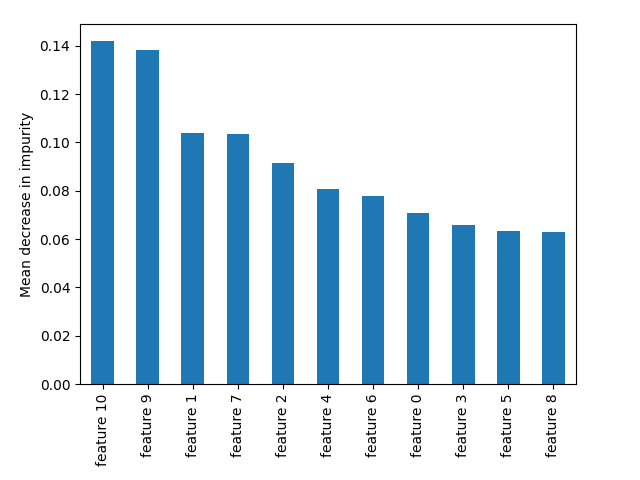 0.14
0.12
0.10
0.08
0.06
0.04
0.02
0.00
Mean decrease in impurity
feature 10
feature 9
feature 1
feature 7
feature 2
feature 4
feature 6
feature 0
feature 3
feature 5
feature 8